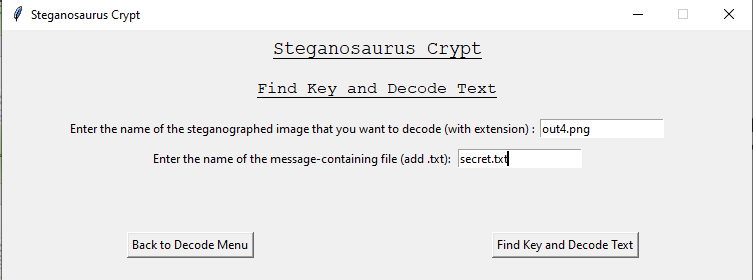 Steganosaurus Crypt
Steganosaurus Crypt
Find Key and Decode Text
Enter the name of the steganographed image that you want to decode (with extension) : out4.png
Enter the name of the message-containing file (add .txt): secret.txt
Back to Decode Menu Find Key and Decode Text